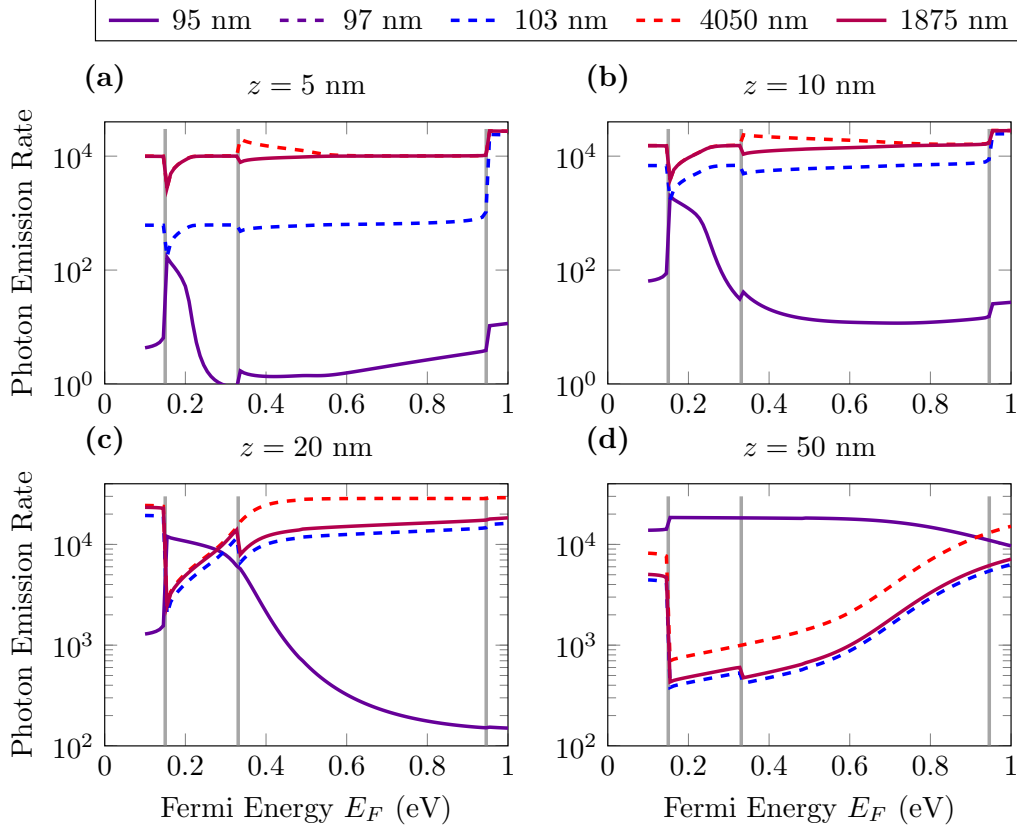 95 nm 97 nm 103 nm 4050 nm 1875 nm
(a) z = 5 nm
(b) z = 10 nm
Photon Emission Rate
10^4
10^2
10^0
0 0.2 0.4 0.6 0.8 1
10^4
10^2
10^0
0 0.2 0.4 0.6 0.8 1
(c) z = 20 nm
(d) z = 50 nm
Photon Emission Rate
10^4
10^3
10^2
0 0.2 0.4 0.6 0.8 1
Fermi Energy E_F (eV)
10^4
10^3
10^2
0 0.2 0.4 0.6 0.8 1
Fermi Energy E_F (eV)